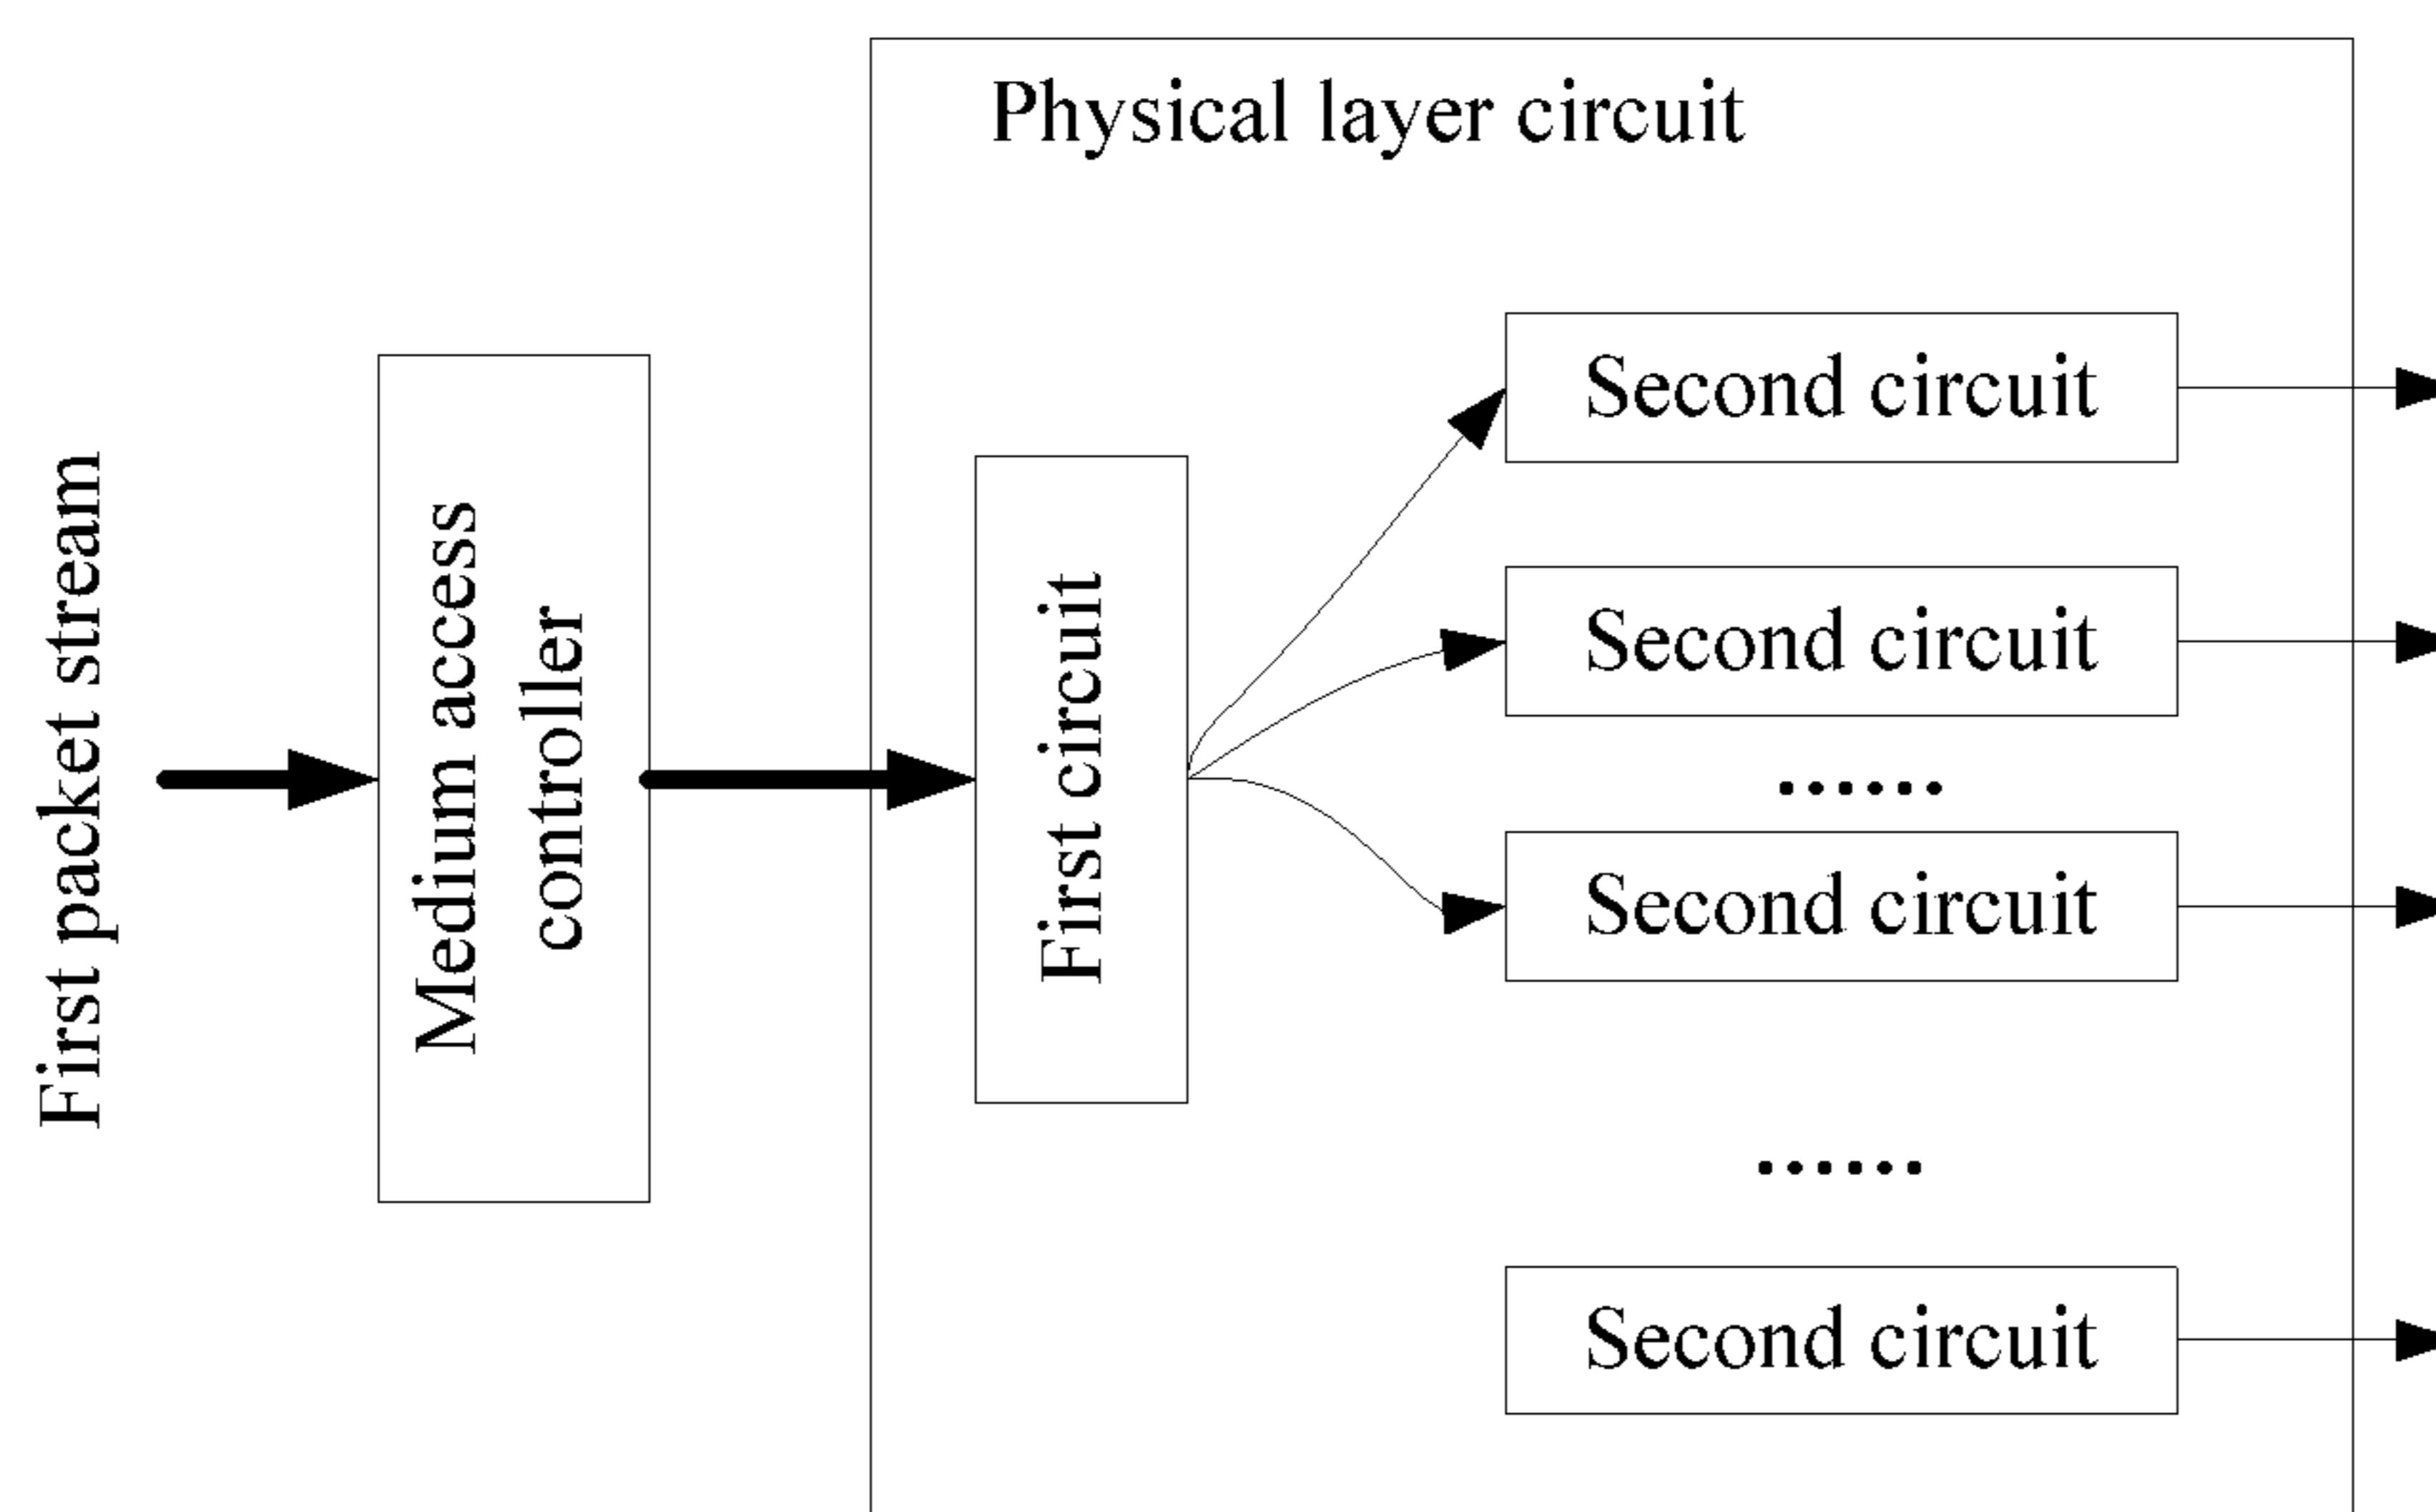 Physical layer circuit
First packet stream
Medium access
controller
First circuit
Second circuit
Second circuit
......
Second circuit
......
Second circuit